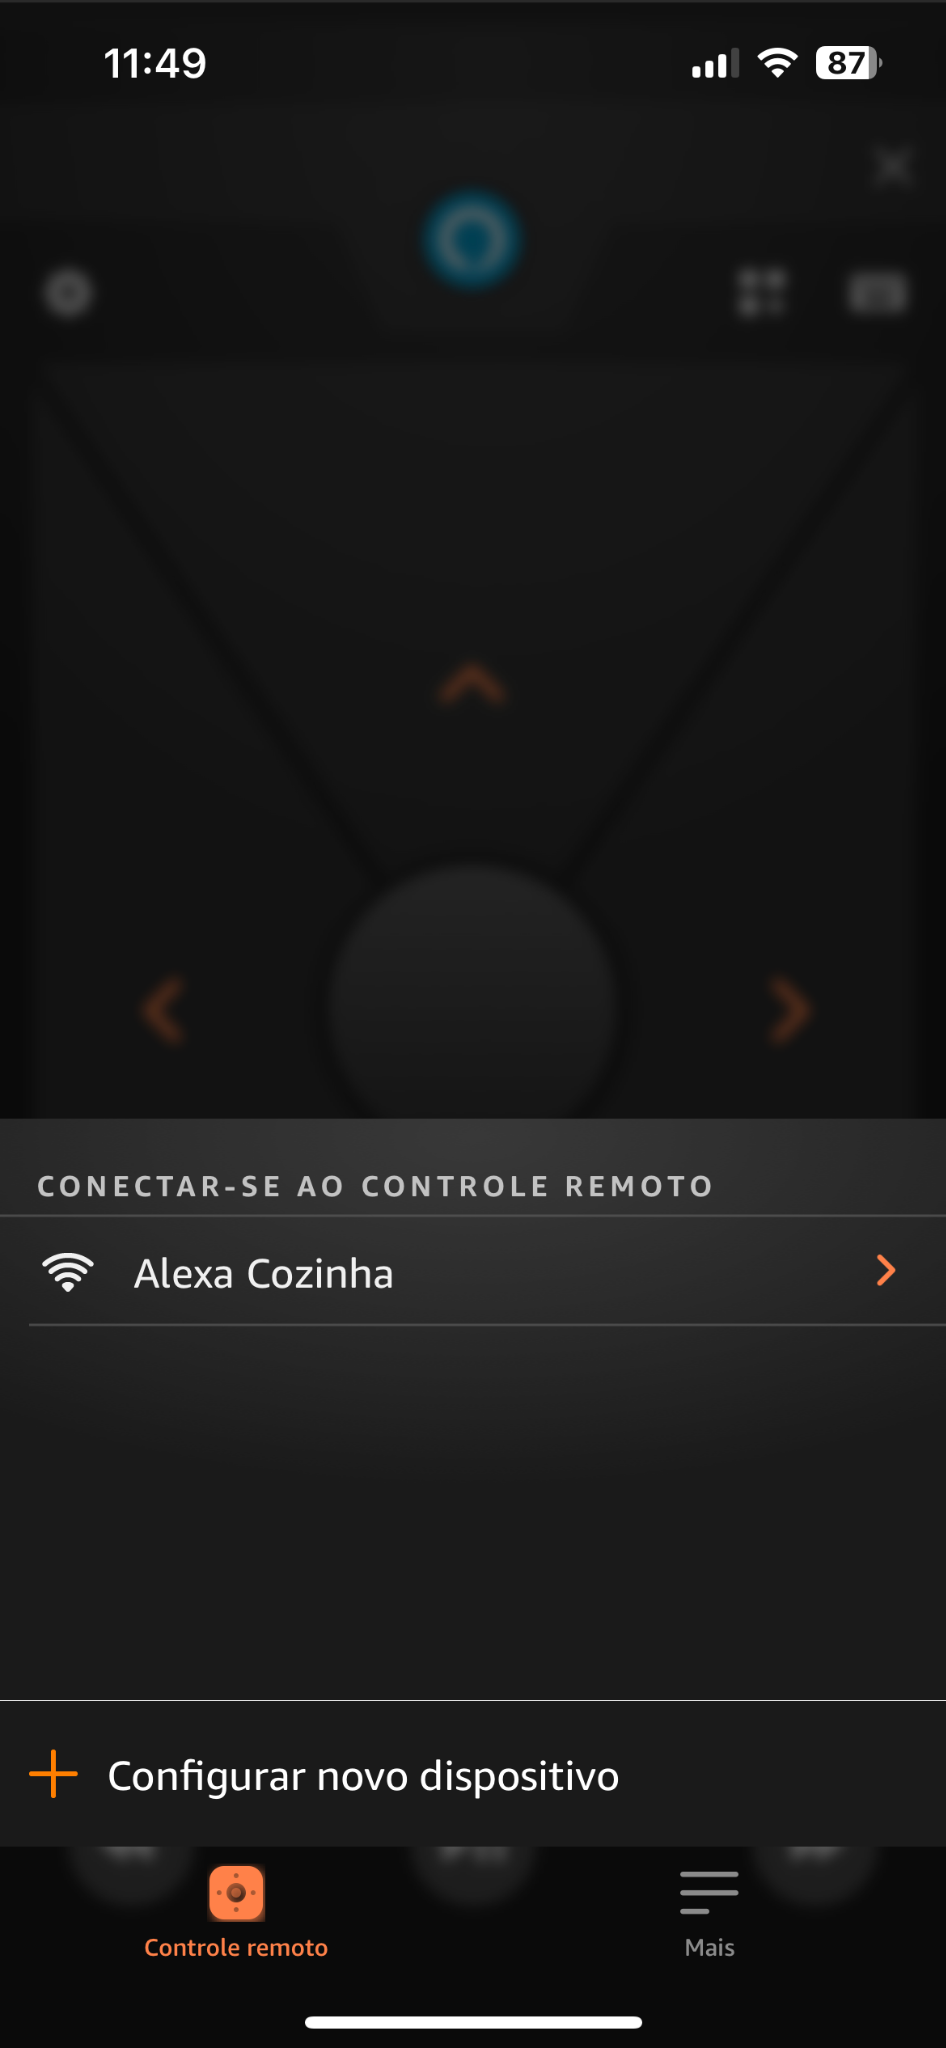 11:49
87
CONECTAR-SE AO CONTROLE REMOTO
Alexa Cozinha
Configurar novo dispositivo
Controle remoto
Mais